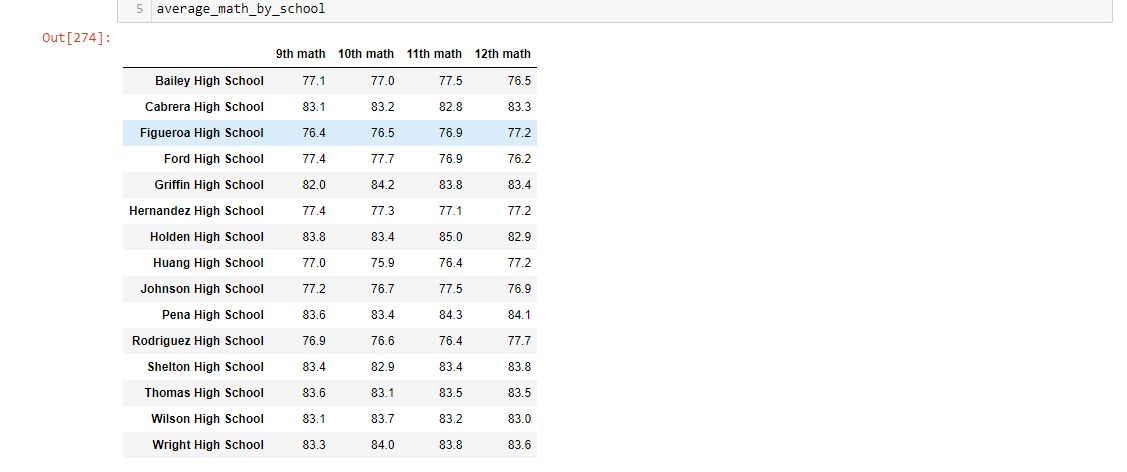 5 average_math_by_school
Out[274]:
9th math 10th math 11th math 12th math
Bailey High School 77.1 77.0 77.5 76.5
Cabrera High School 83.1 83.2 82.8 83.3
Figueroa High School 76.4 76.5 76.9 77.2
Ford High School 77.4 77.7 76.9 76.2
Griffin High School 82.0 84.2 83.8 83.4
Hernandez High School 77.4 77.3 77.1 77.2
Holden High School 83.8 83.4 85.0 82.9
Huang High School 77.0 75.9 76.4 77.2
Johnson High School 77.2 76.7 77.5 76.9
Pena High School 83.6 83.4 84.3 84.1
Rodriguez High School 76.9 76.6 76.4 77.7
Shelton High School 83.4 82.9 83.4 83.8
Thomas High School 83.6 83.1 83.5 83.5
Wilson High School 83.1 83.7 83.2 83.0
Wright High School 83.3 84.0 83.8 83.6